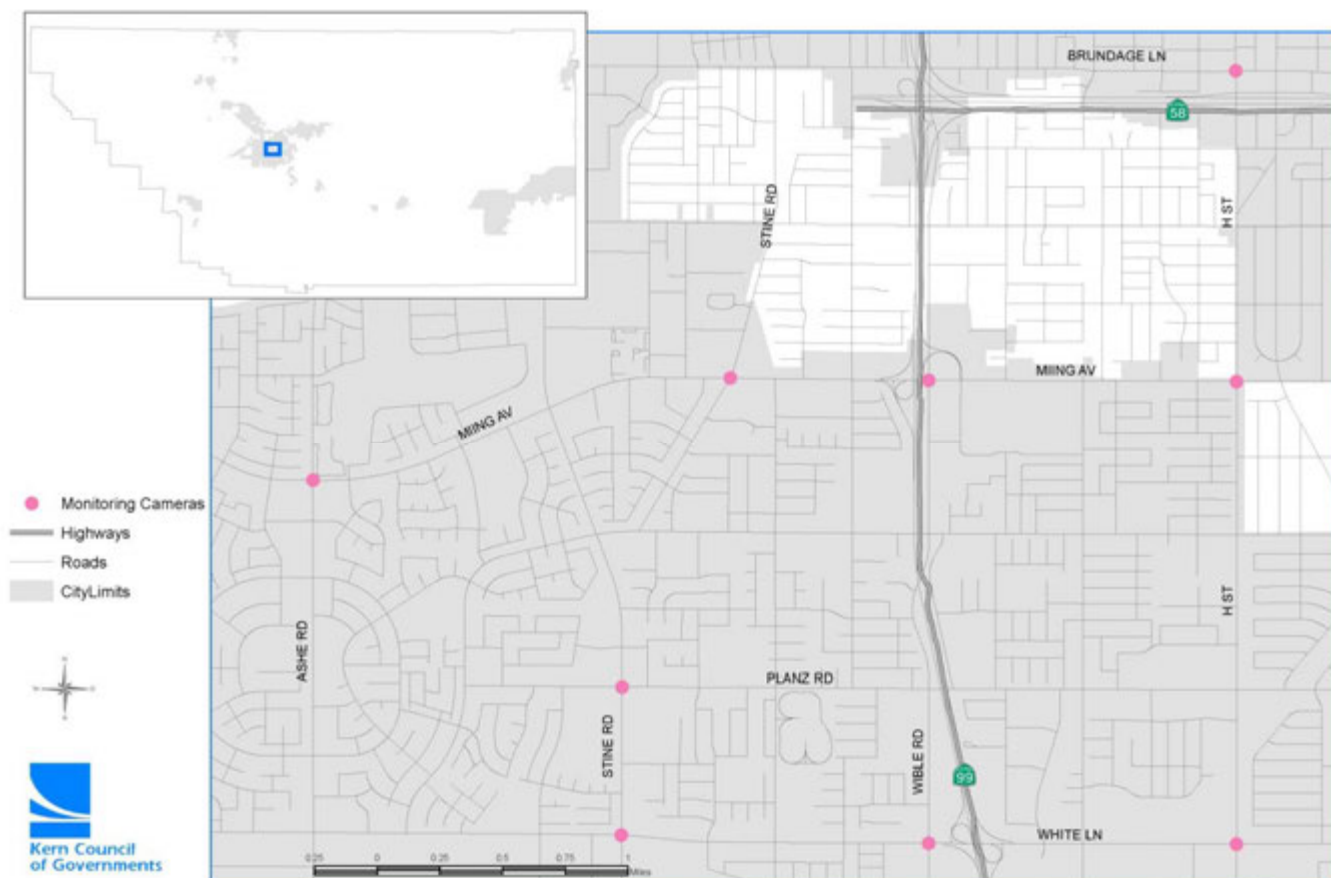 BRUNDAGE LN
58
STINE RD
H ST
MIING AV
MIING AV
Monitoring Cameras
Highways
Roads
CityLimits
ASHE RD
H ST
PLANZ RD
STINE RD
WIBLE RD
99
WHITE LN
Kern Council
of Governments
0.25 0 0.25 0.5 0.75 1
Miles